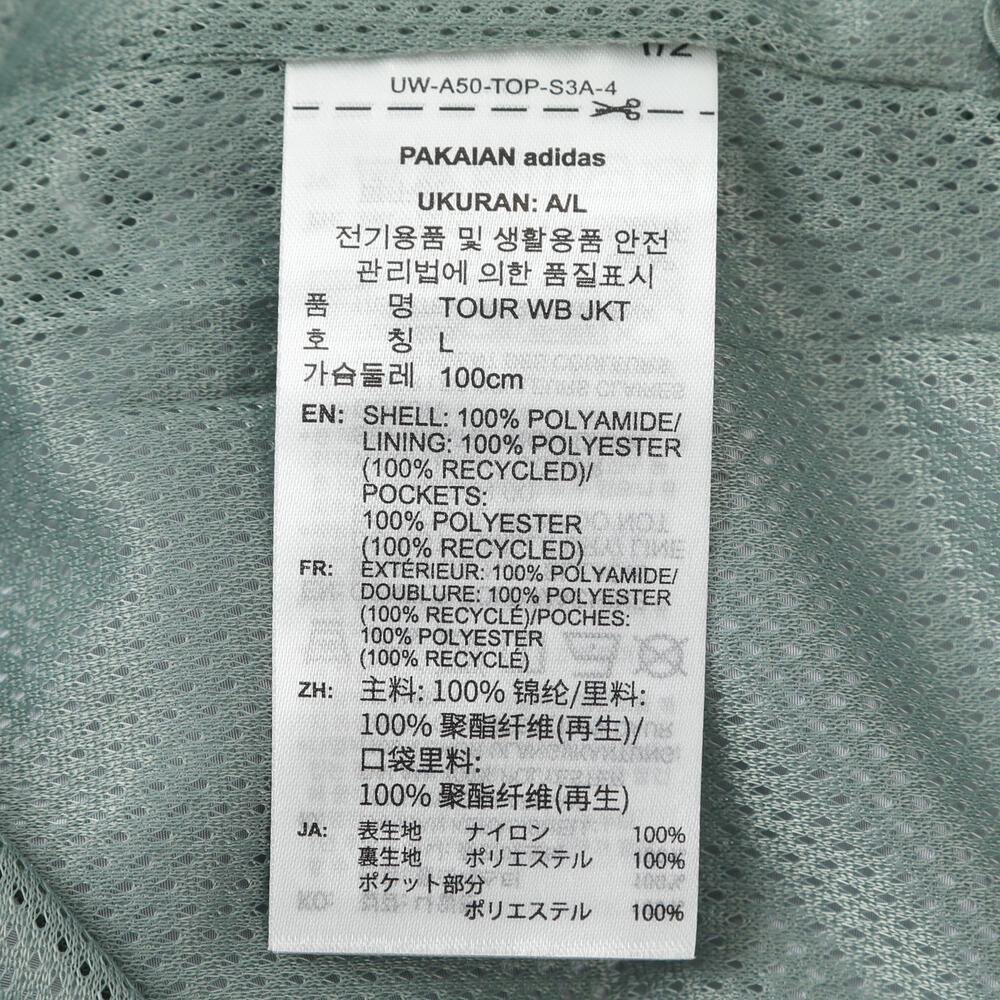 1/2
UW-A50-TOP-S3A-4
PAKAIAN adidas
UKURAN: A/L
전기용품 및 생활용품 안전
관리법에 의한 품질표시
품 명 TOUR WB JKT
호 칭 L
가슴둘레 100cm
EN: SHELL: 100% POLYAMIDE/
LINING: 100% POLYESTER
(100% RECYCLED)/
POCKETS:
100% POLYESTER
(100% RECYCLED)
FR: EXTÉRIEUR: 100% POLYAMIDE/
DOUBLURE: 100% POLYESTER
(100% RECYCLÉ)/POCHES:
100% POLYESTER
(100% RECYCLÉ)
ZH: 主料: 100% 锦纶/里料:
100% 聚酯纤维(再生)/
口袋里料:
100% 聚酯纤维(再生)
JA: 表生地 ナイロン 100%
裏生地 ポリエステル 100%
ポケット部分
ポリエステル 100%